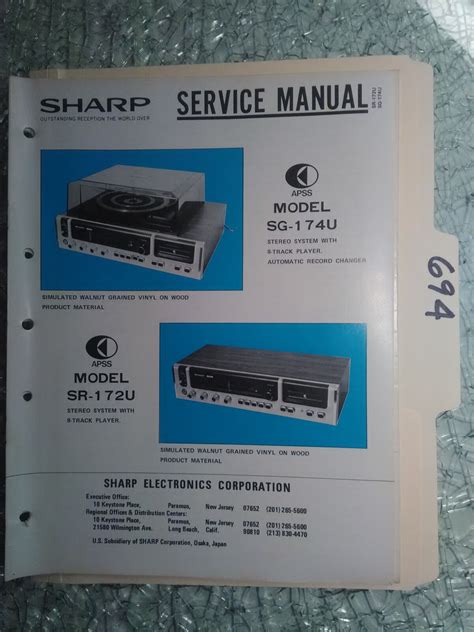 SHARP
OUTSTANDING RECEPTION THE WORLD OVER
SERVICE MANUAL
SR-172U
SG-174U
APSS
MODEL
SG-174U
STEREO SYSTEM WITH
8-TRACK PLAYER.
AUTOMATIC RECORD CHANGER
SIMULATED WALNUT GRAINED VINYL ON WOOD
PRODUCT MATERIAL
694
APSS
MODEL
SR-172U
STEREO SYSTEM WITH
8-TRACK PLAYER.
SIMULATED WALNUT GRAINED VINYL ON WOOD
PRODUCT MATERIAL
SHARP ELECTRONICS CORPORATION
Executive Office:
10 Keystone Place, Paramus, New Jersey 07652 (201) 265-5600
Regional Offices & Distribution Centers:
10 Keystone Place, Paramus, New Jersey 07652 (201) 265-5600
21580 Wilmington Ave. Long Beach, Calif. 90810 (213) 830-4470
U.S. Subsidiary of SHARP Corporation, Osaka, Japan